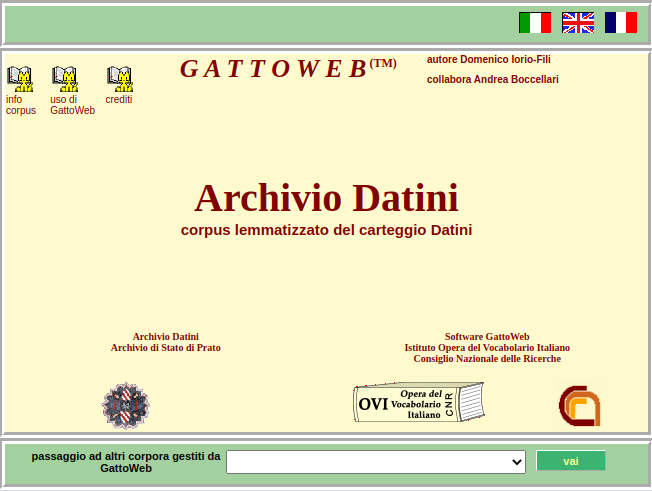 G A T T O W E B (TM)
autore Domenico Iorio-Fili
collabora Andrea Boccellari
info
corpus
uso di
GattoWeb
crediti
Archivio Datini
corpus lemmatizzato del carteggio Datini
Archivio Datini
Archivio di Stato di Prato
Software GattoWeb
Istituto Opera del Vocabolario Italiano
Consiglio Nazionale delle Ricerche
OVI
Opera del
Vocabolario
Italiano
CNR
passaggio ad altri corpora gestiti da
GattoWeb
vai